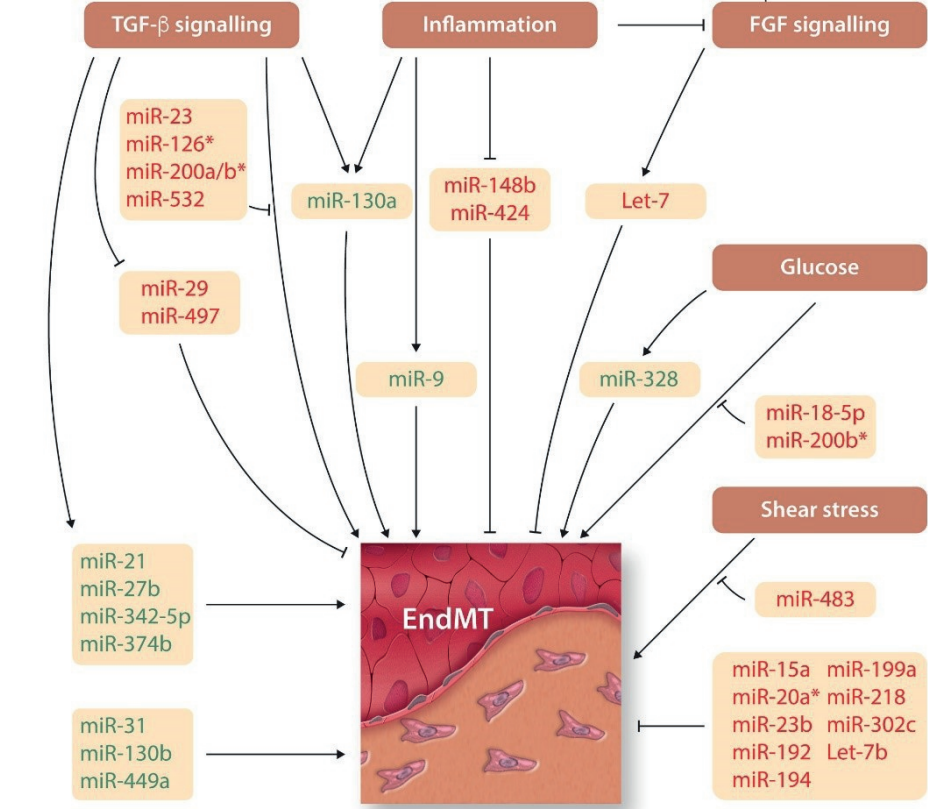 TGF-β signalling
Inflammation
FGF signalling
miR-23
miR-126*
miR-200a/b*
miR-532
miR-130a
miR-148b
miR-424
Let-7
Glucose
miR-29
miR-497
miR-9
miR-328
miR-18-5p
miR-200b*
Shear stress
miR-21
miR-27b
miR-342-5p
miR-374b
EndMT
miR-483
miR-15a miR-199a
miR-20a* miR-218
miR-23b miR-302c
miR-192 Let-7b
miR-194
miR-31
miR-130b
miR-449a